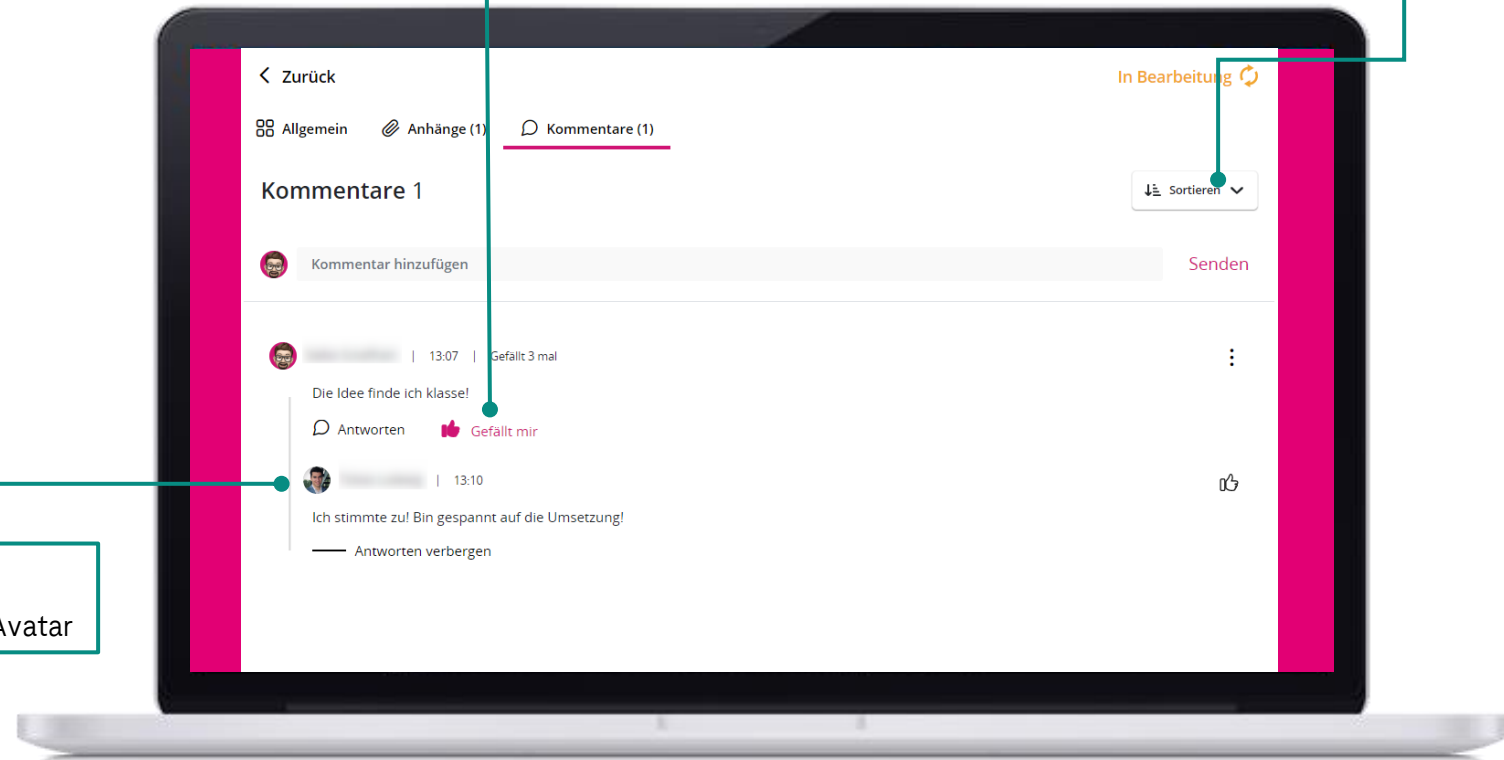 Zurück
In Bearbeitung
Allgemein
Anhänge (1)
Kommentare (1)
Kommentare 1
Sortieren
Kommentar hinzufügen
Senden
| 13:07 | Gefällt 3 mal
Die Idee finde ich klasse!
Antworten
Gefällt mir
| 13:10
Ich stimmte zu! Bin gespannt auf die Umsetzung!
Antworten verbergen
Avatar